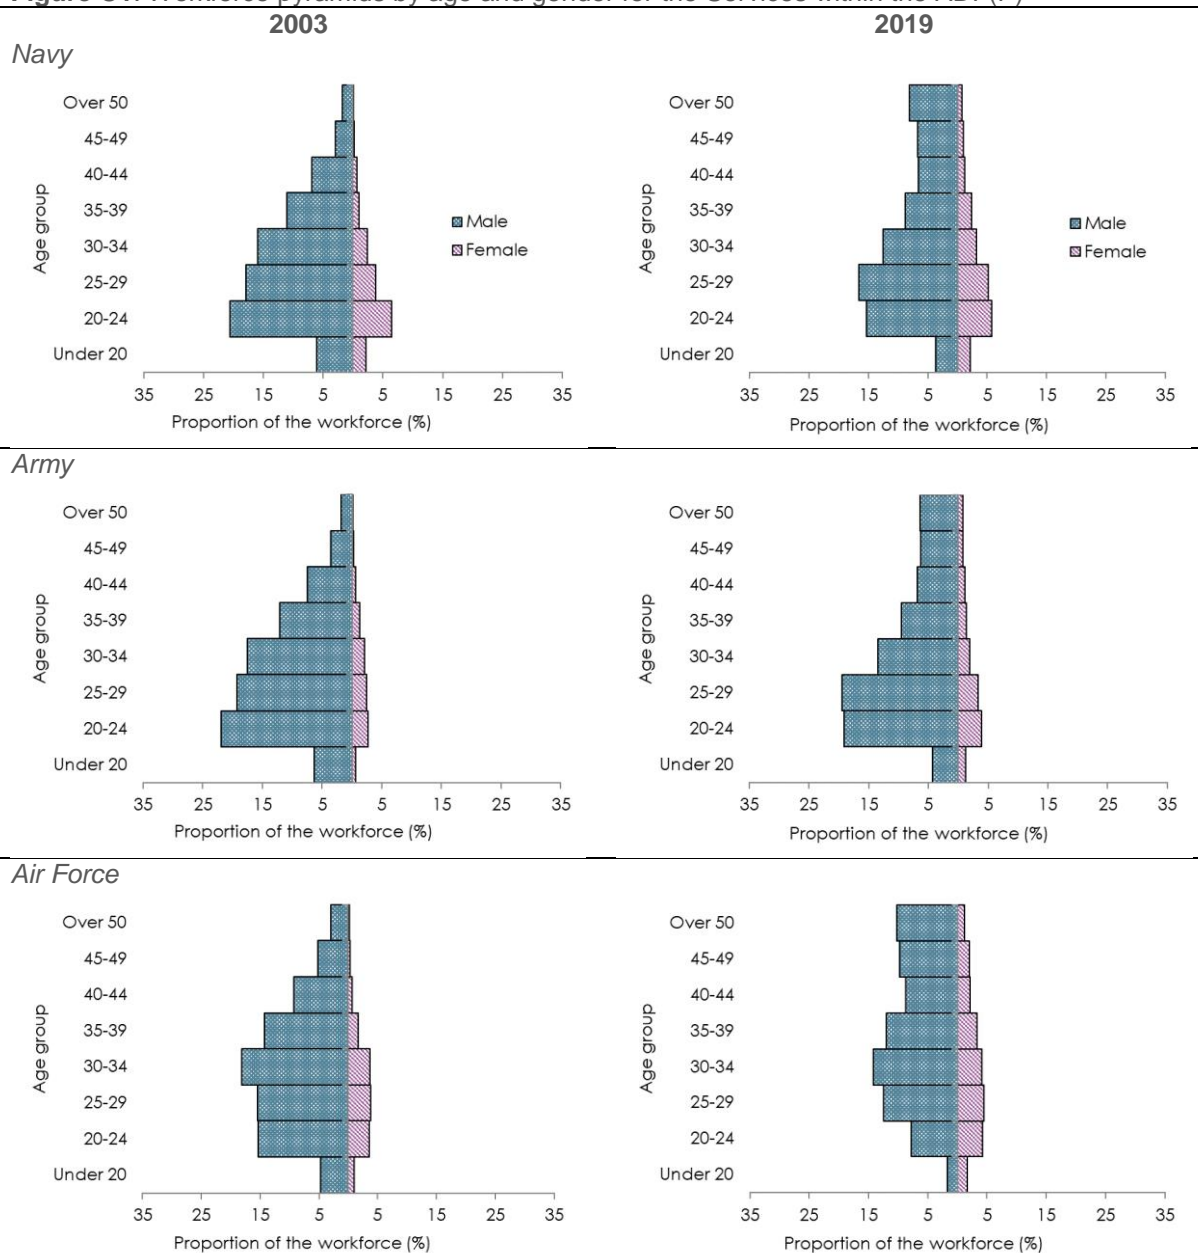 2003 2019
Navy
Over 50
45-49
40-44
35-39
30-34
25-29
20-24
Under 20
Age group
Male
Female
35 25 15 5 5 15 25 35
Proportion of the workforce (%)
Over 50
45-49
40-44
35-39
30-34
25-29
20-24
Under 20
Age group
Male
Female
35 25 15 5 5 15 25 35
Proportion of the workforce (%)
Army
Over 50
45-49
40-44
35-39
30-34
25-29
20-24
Under 20
Age group
35 25 15 5 5 15 25 35
Proportion of the workforce (%)
Over 50
45-49
40-44
35-39
30-34
25-29
20-24
Under 20
Age group
35 25 15 5 5 15 25 35
Proportion of the workforce (%)
Air Force
Over 50
45-49
40-44
35-39
30-34
25-29
20-24
Under 20
Age group
35 25 15 5 5 15 25 35
Proportion of the workforce (%)
Over 50
45-49
40-44
35-39
30-34
25-29
20-24
Under 20
Age group
35 25 15 5 5 15 25 35
Proportion of the workforce (%)